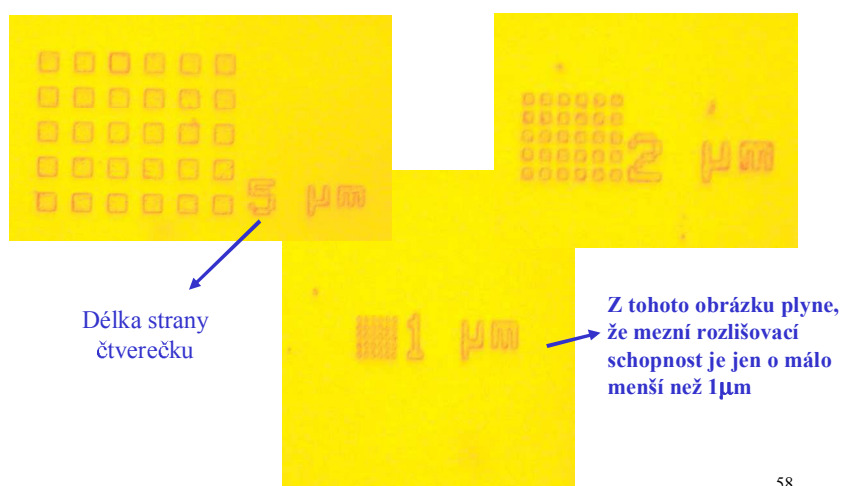 5 μm
2 μm
1 μm
Délka strany
čtverečku
Z tohoto obrázku plyne,
že mezní rozlišovací
schopnost je jen o málo
menší než 1μm
58